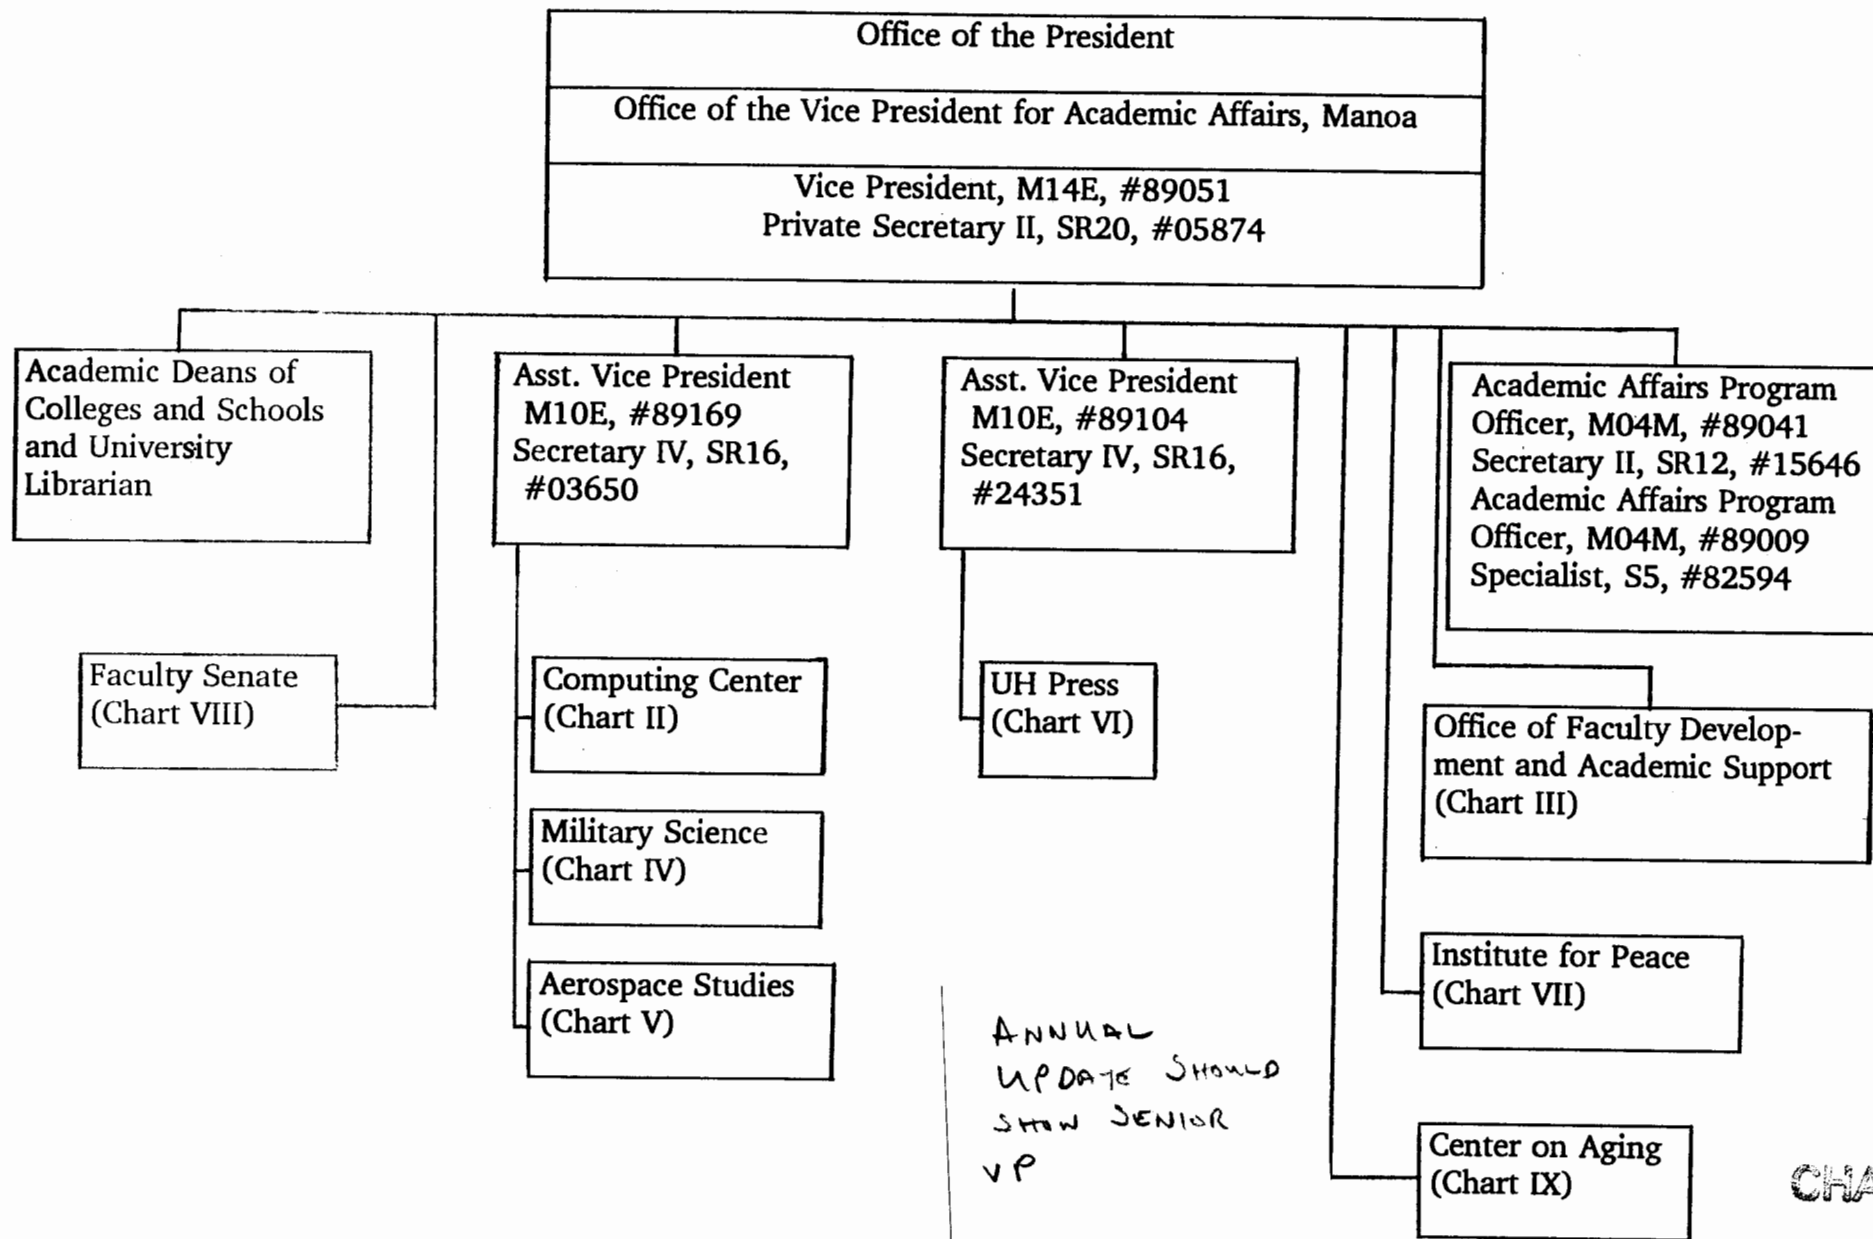 Office of the President
Office of the Vice President for Academic Affairs, Manoa
Vice President, M14E, #89051
Private Secretary II, SR20, #05874
Academic Deans of
Colleges and Schools
and University
Librarian
Asst. Vice President
M10E, #89169
Secretary IV, SR16,
#03650
Asst. Vice President
M10E, #89104
Secretary IV, SR16,
#24351
Academic Affairs Program
Officer, M04M, #89041
Secretary II, SR12, #15646
Academic Affairs Program
Officer, M04M, #89009
Specialist, S5, #82594
Faculty Senate
(Chart VIII)
Computing Center
(Chart II)
UH Press
(Chart VI)
Office of Faculty Develop-
ment and Academic Support
(Chart III)
Military Science
(Chart IV)
Institute for Peace
(Chart VII)
Aerospace Studies
(Chart V)
ANNUAL
UPDATE SHOULD
SHOW SENIOR
VP
Center on Aging
(Chart IX)
CHA